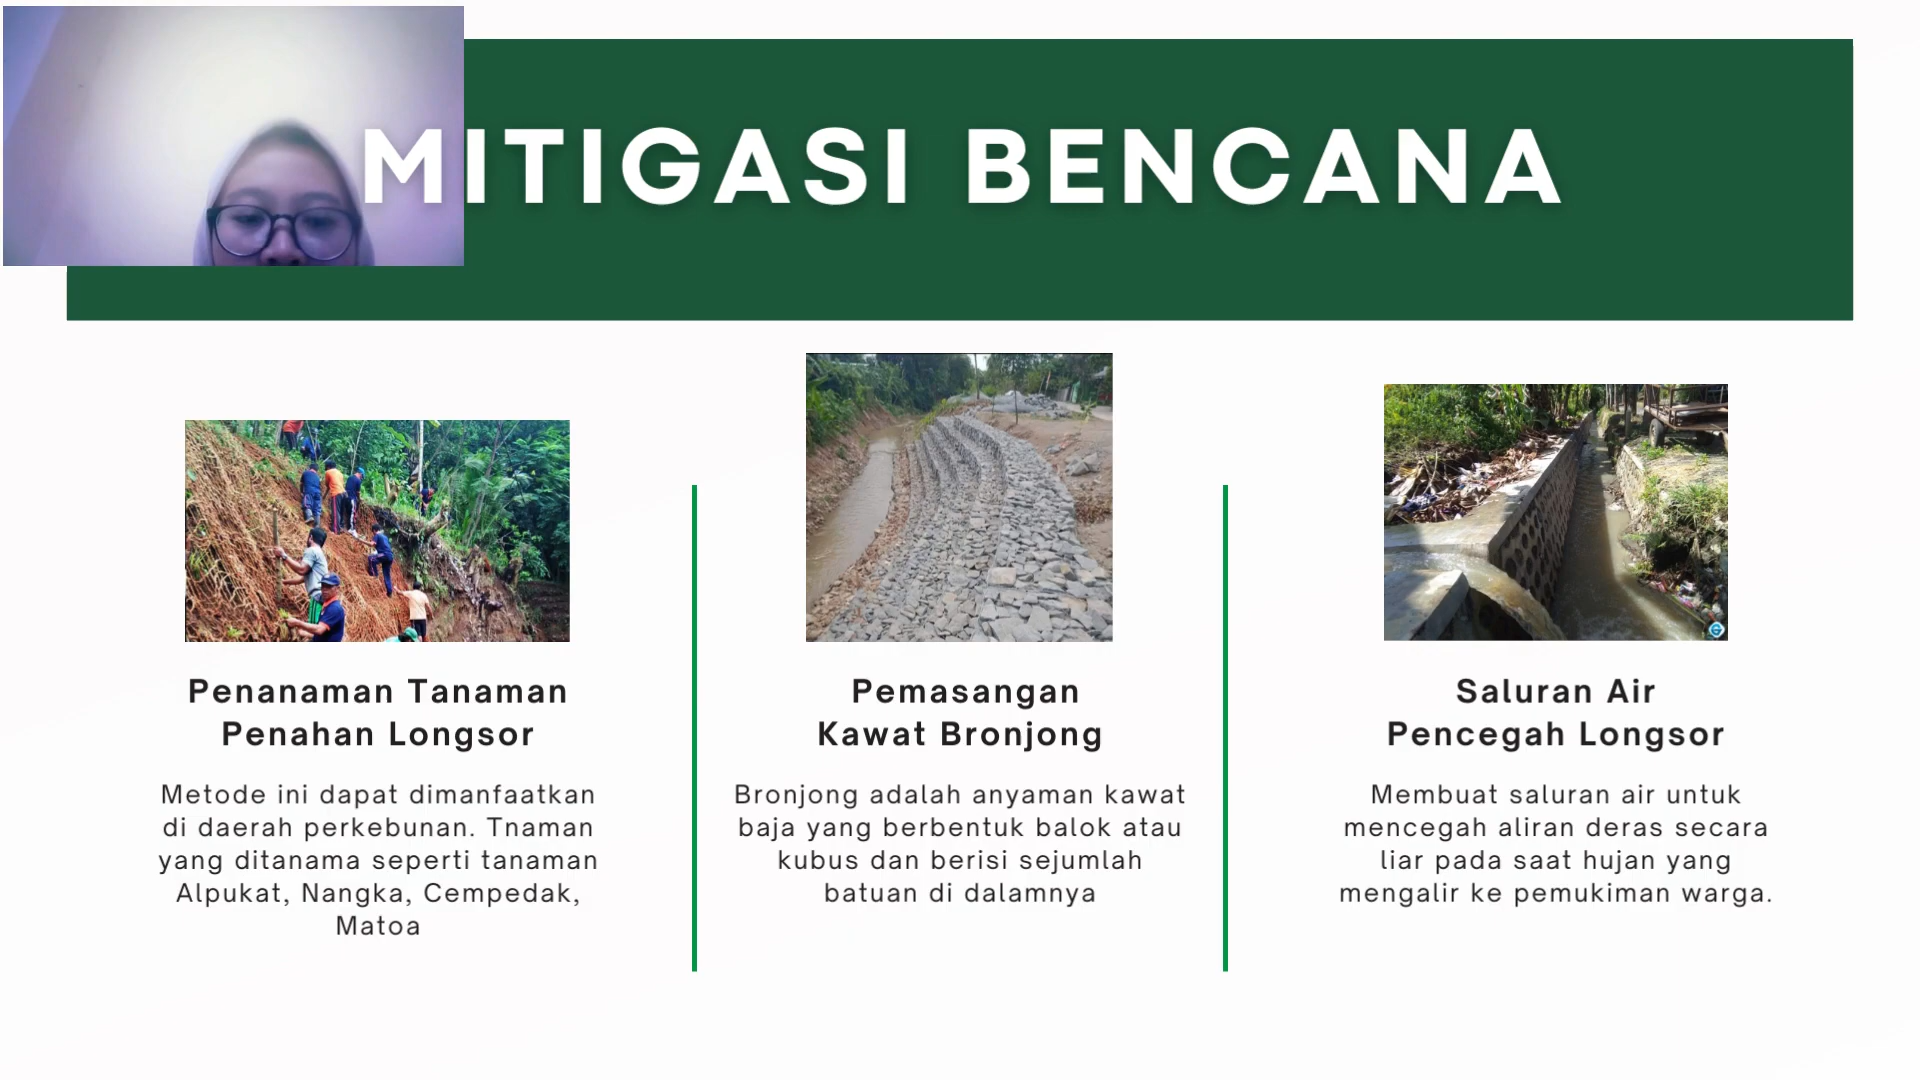 MITIGASI BENCANA
Penanaman Tanaman
Penahan Longsor
Metode ini dapat dimanfaatkan
di daerah perkebunan. Tnaman
yang ditanama seperti tanaman
Alpukat, Nangka, Cempedak,
Matoa
Pemasangan
Kawat Bronjong
Bronjong adalah anyaman kawat
baja yang berbentuk balok atau
kubus dan berisi sejumlah
batuan di dalamnya
Saluran Air
Pencegah Longsor
Membuat saluran air untuk
mencegah aliran deras secara
liar pada saat hujan yang
mengalir ke pemukiman warga.